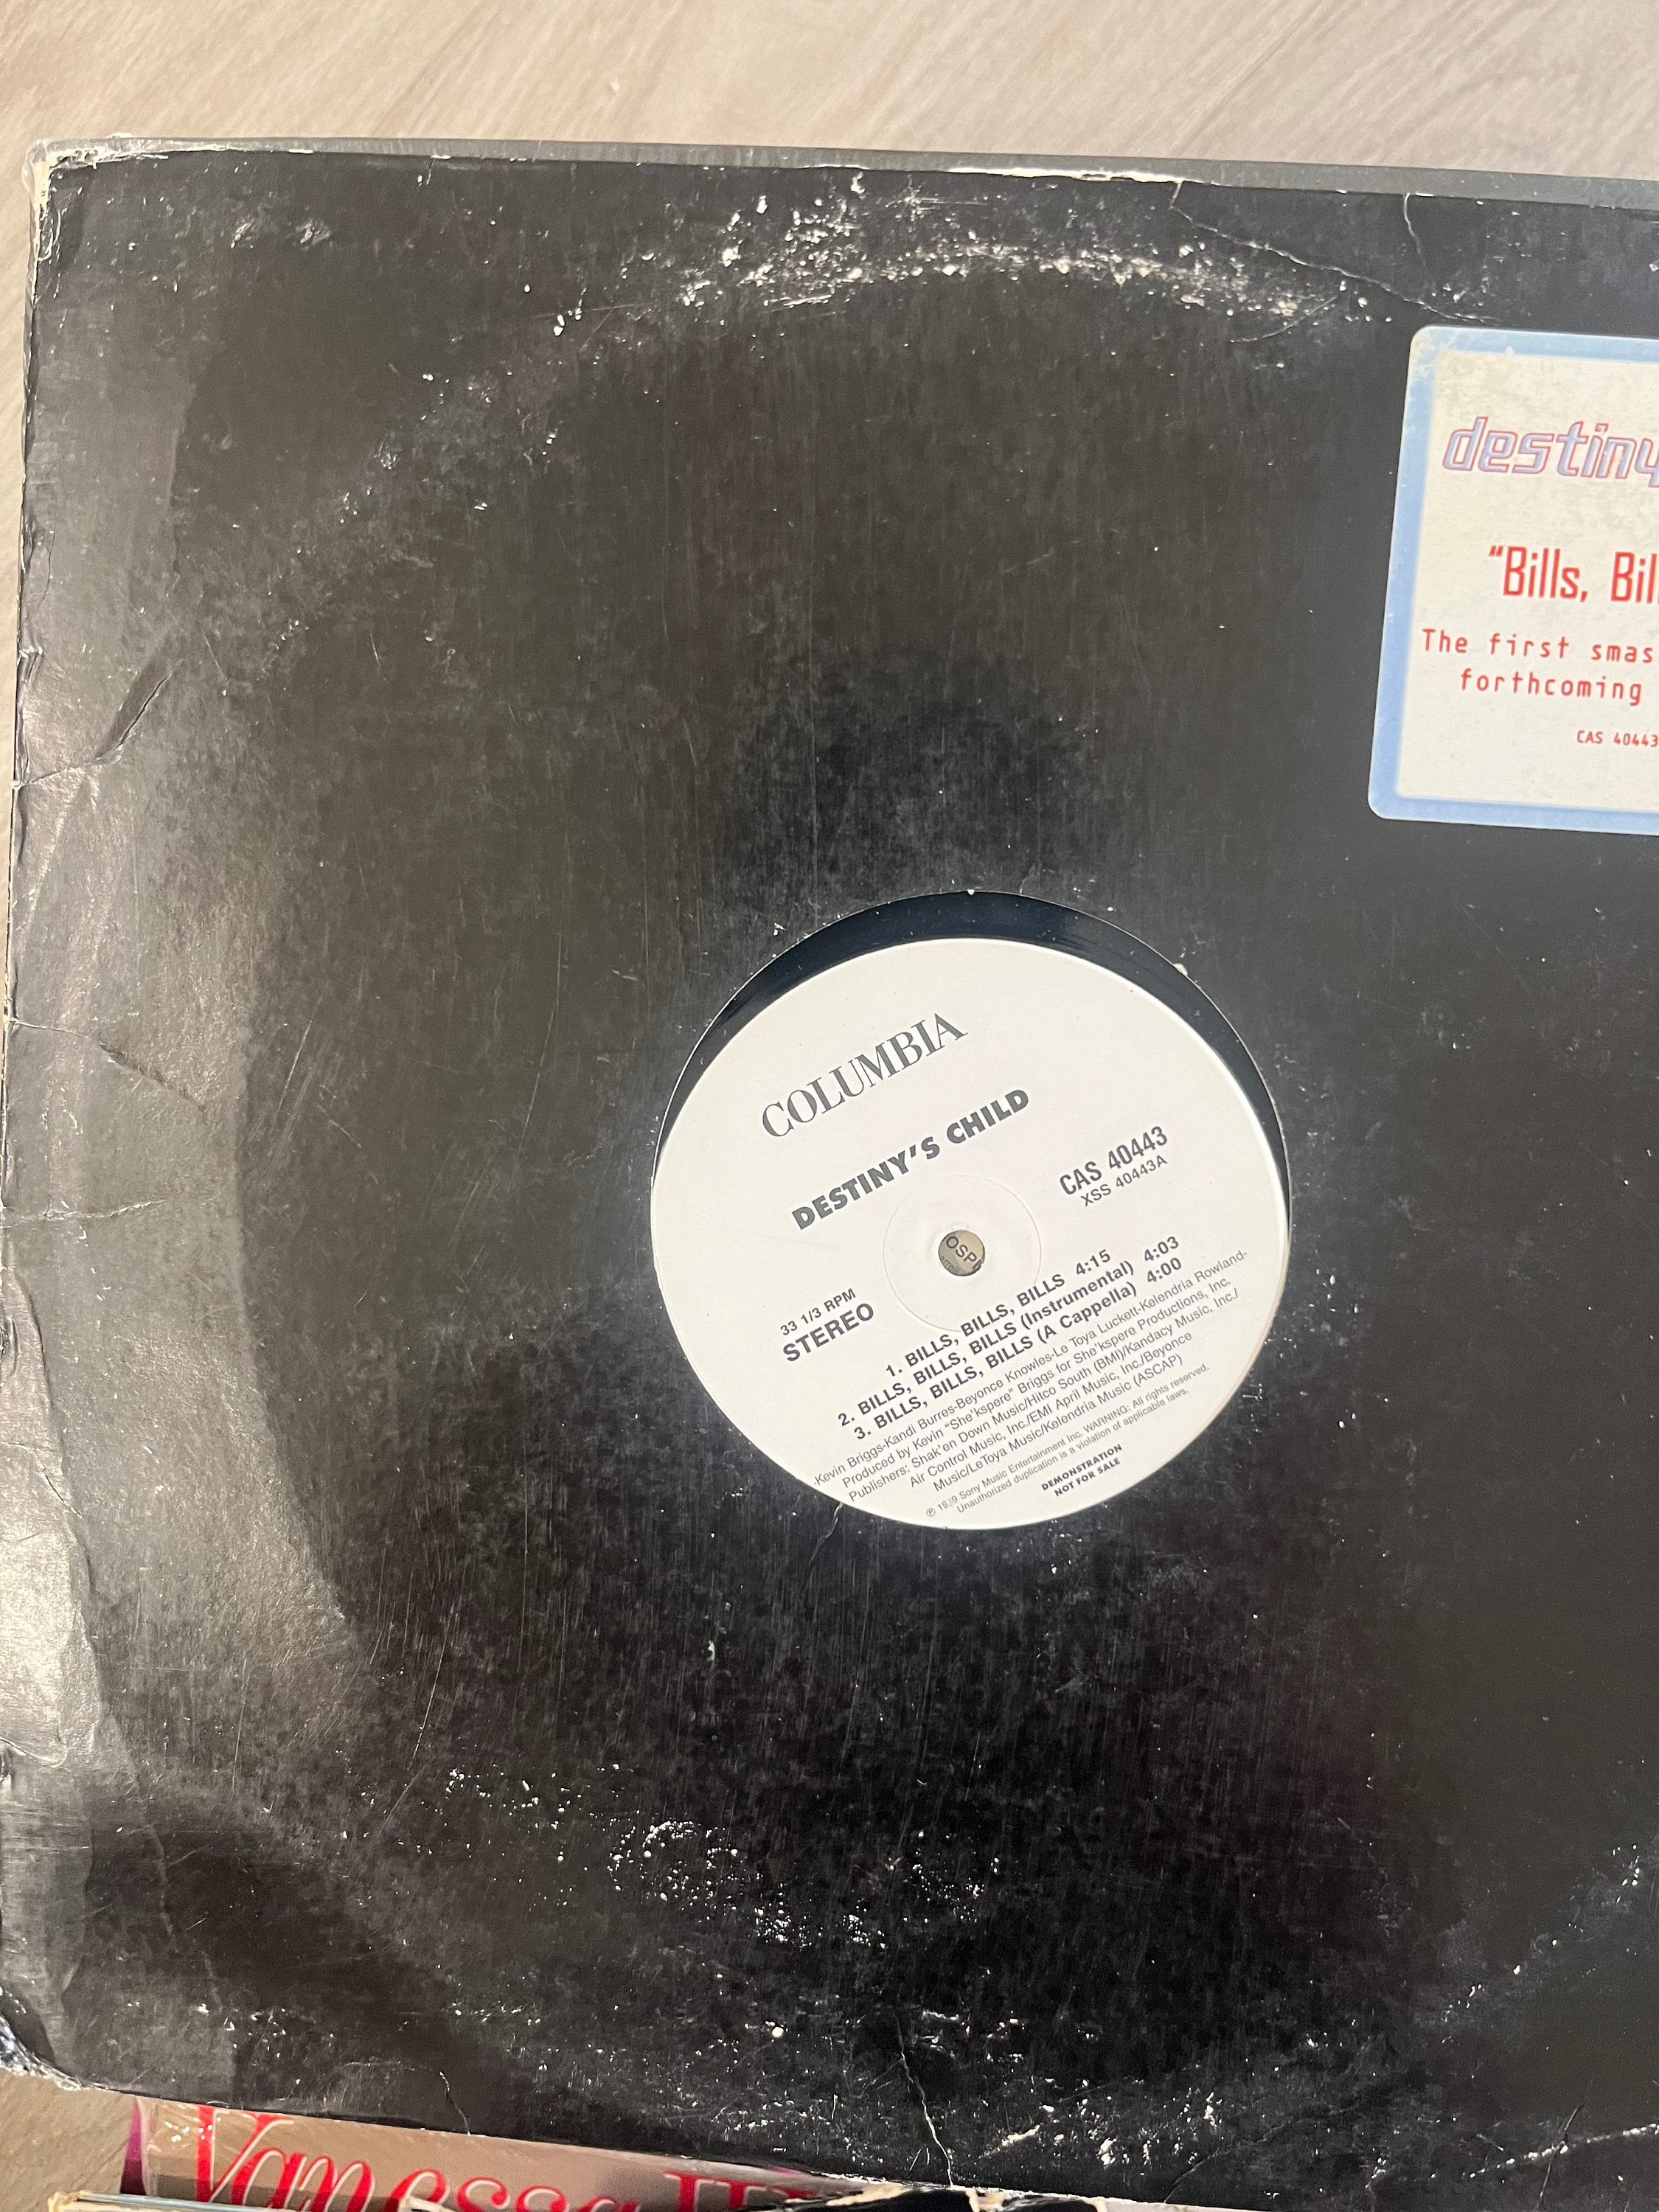 destiny
"Bills, Bil
The first smas
forthcoming
CAS 40443
COLUMBIA
DESTINY'S CHILD
CAS 40443
XSS 40443A
33 1/3 RPM
STEREO
1. BILLS, BILLS, BILLS 4:15
2. BILLS, BILLS, BILLS (Instrumental) 4:03
3. BILLS, BILLS, BILLS (A Cappella) 4:00
-Kevin Briggs-Kandi Burres-Beyonce Knowles-Le Toya Luckett-Kelendria Rowland-
Produced by Kevin "She'kspere" Briggs for She'kspere Productions, Inc.
Publishers: Shak'en Down Music/Hitco South (BMI)/Kandacy Music, Inc./
Air Control Music, Inc./EMI April Music, Inc./Beyonce
Music/LeToya Music/Kelendria Music (ASCAP)
Sony Music Entertainment Inc. WARNING: All rights reserved.
Unauthorized duplication is a violation of applicable laws.
DEMONSTRATION
NOT FOR SALE
Vanessa